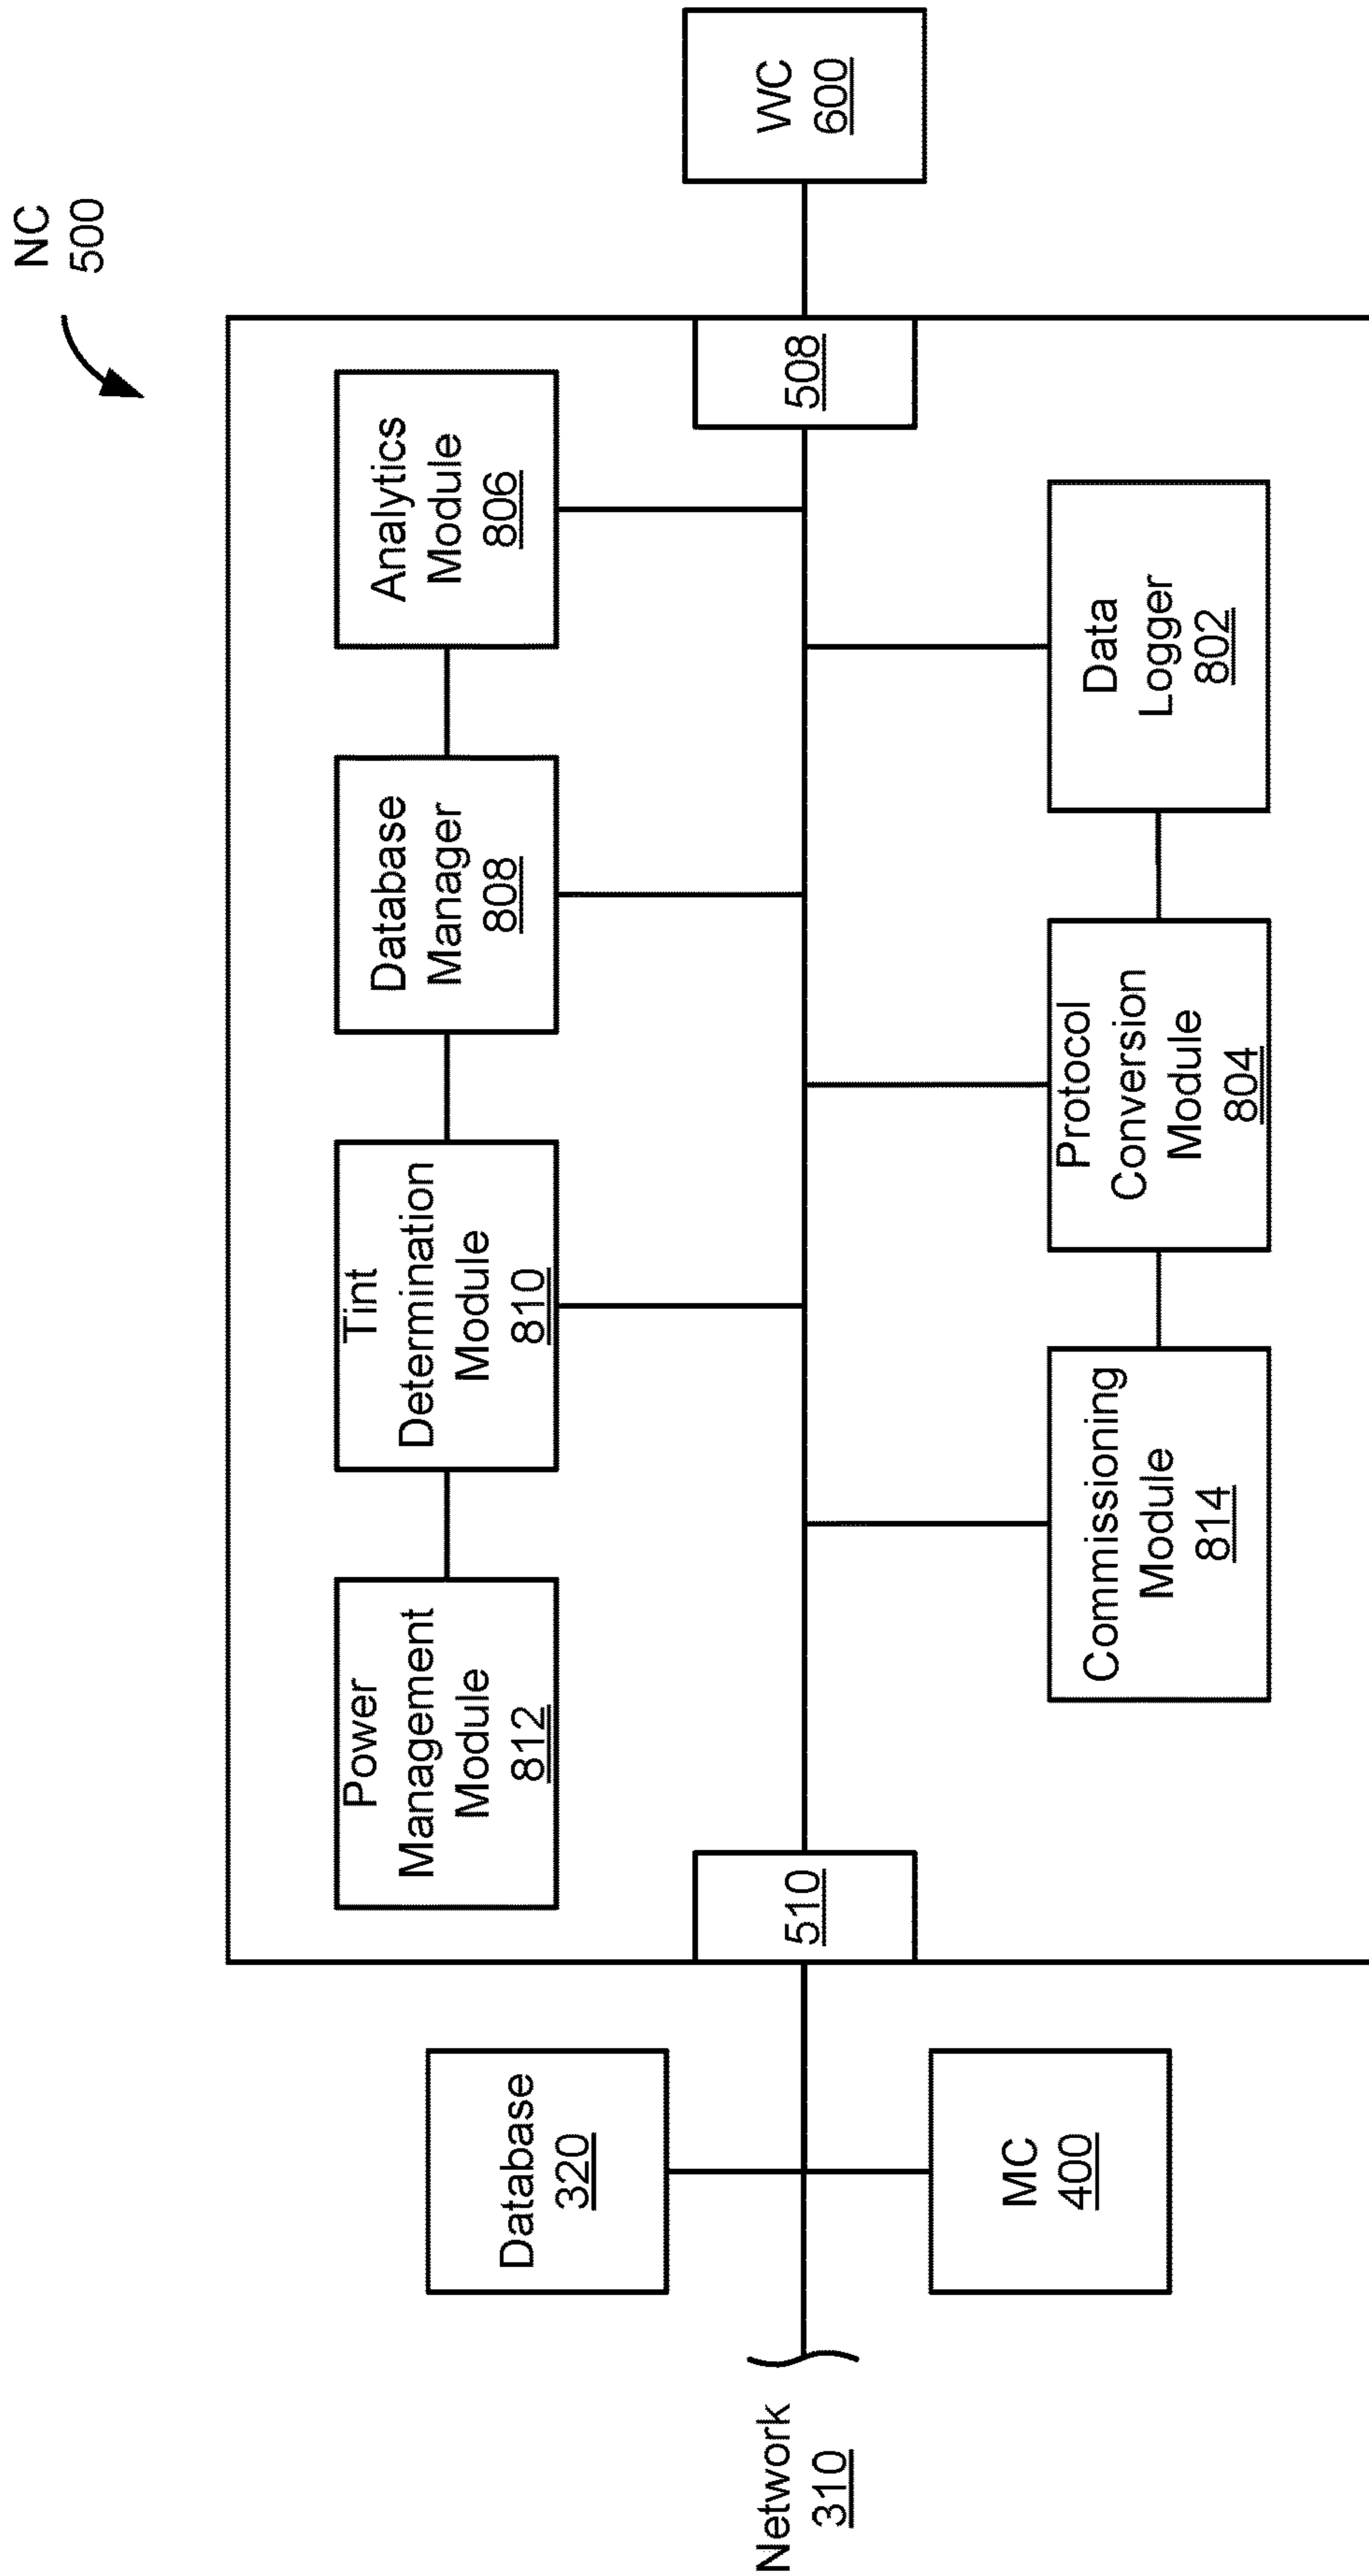 NC
500
Power
Management
Module
812
Tint
Determination
Module
810
Database
Manager
808
Analytics
Module
806
Database
320
Network
310
510
508
WC
600
MC
400
Commissioning
Module
814
Protocol
Conversion
Module
804
Data
Logger
802